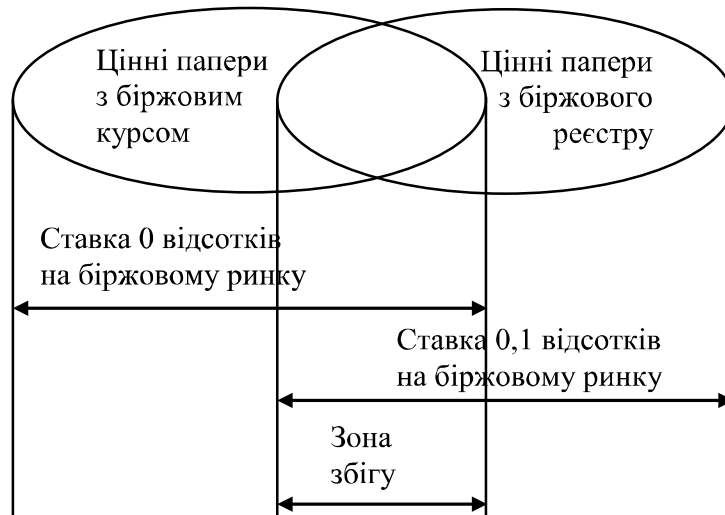 Цінні папери
з біржовим
курсом
Цінні папери
з біржового
реєстру
Ставка 0 відсотків
на біржовому ринку
Ставка 0,1 відсотків
на біржовому ринку
Зона
збігу